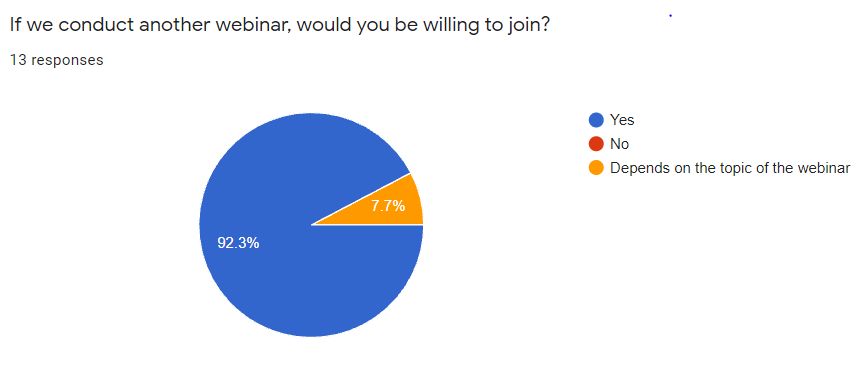 If we conduct another webinar, would you be willing to join?
13 responses
Yes
No
Depends on the topic of the webinar
7.7%
92.3%